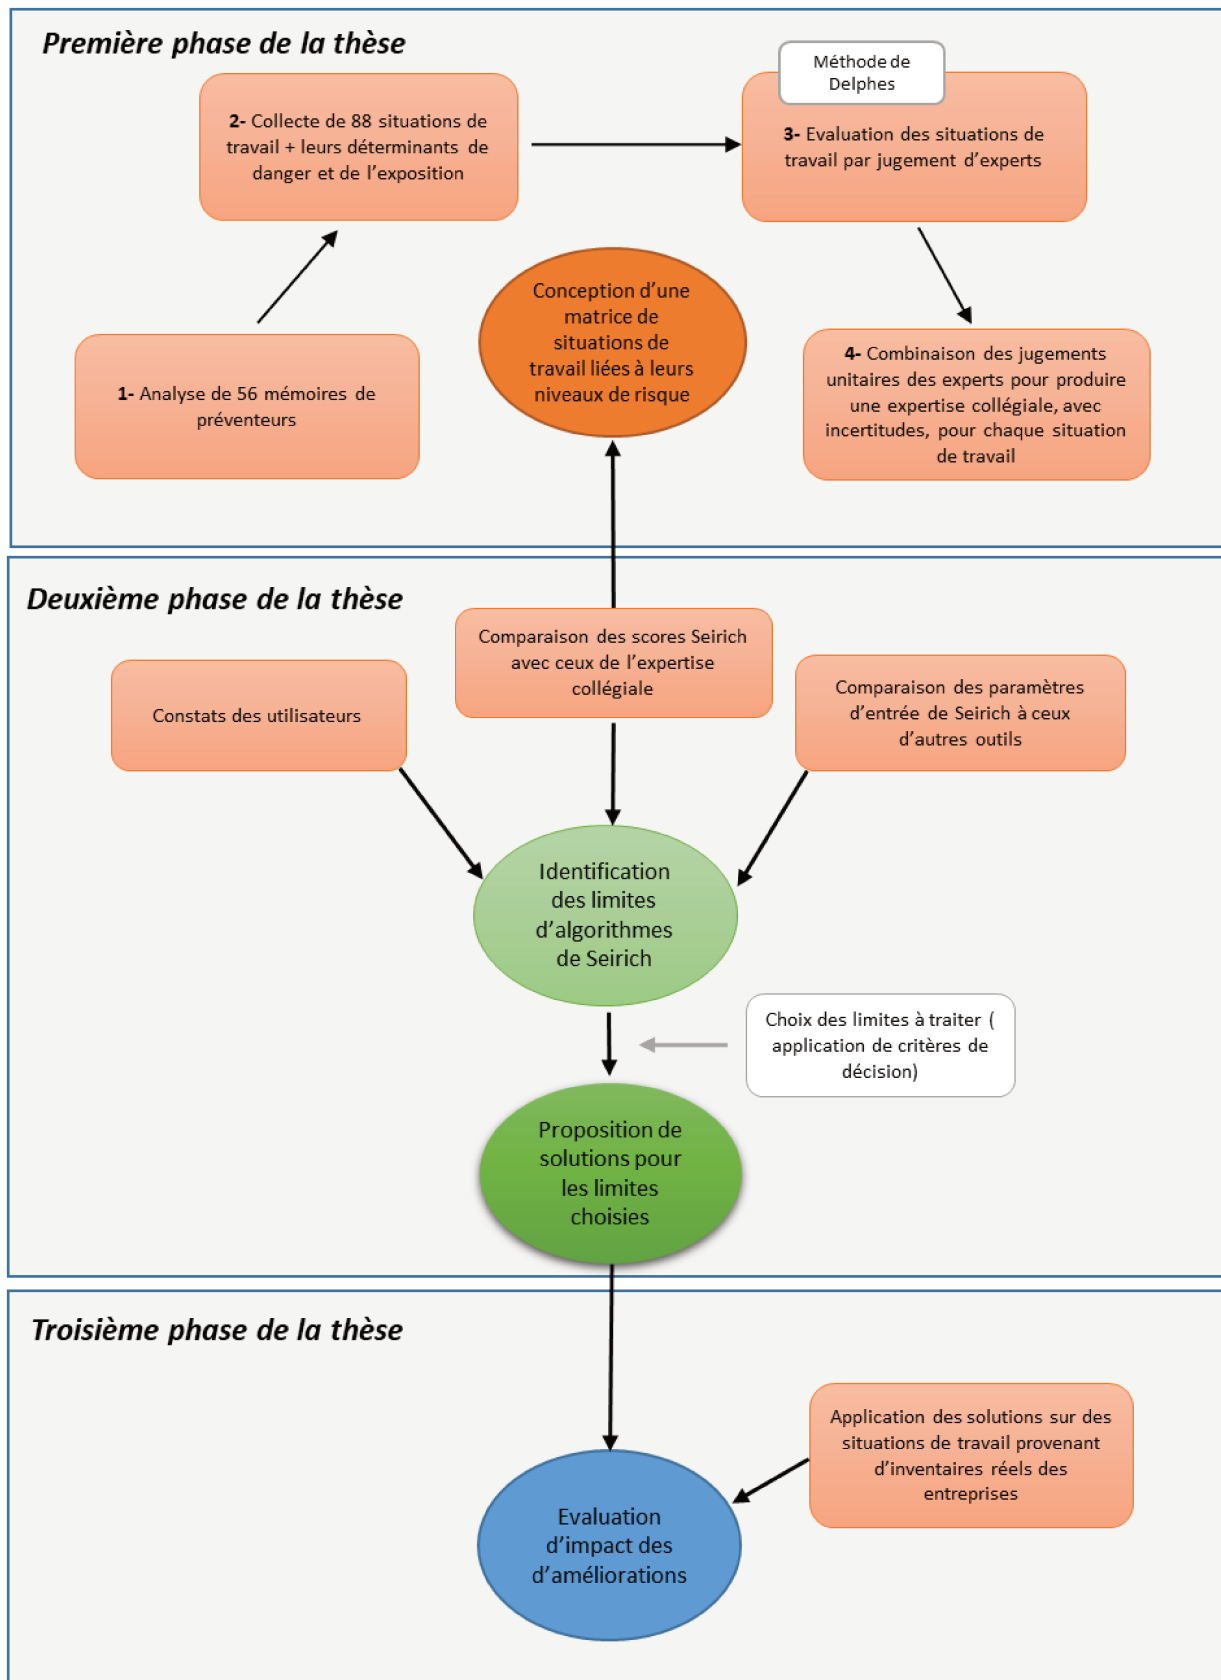 Première phase de la thèse
Méthode de
Delphes
2- Collecte de 88 situations de
travail + leurs déterminants de
danger et de l'exposition
3- Evaluation des situations de
travail par jugement d'experts
Conception d'une
matrice de
situations de
travail liées à leurs
niveaux de risque
1- Analyse de 56 mémoires de
préventeurs
4- Combinaison des jugements
unitaires des experts pour produire
une expertise collégiale, avec
incertitudes, pour chaque situation
de travail
Deuxième phase de la thèse
Constats des utilisateurs
Comparaison des scores Seirich
avec ceux de l'expertise
collégiale
Comparaison des paramètres
d'entrée de Seirich à ceux
d'autres outils
Identification
des limites
d'algorithmes
de Seirich
Choix des limites à traiter (
application de critères de
décision)
Proposition de
solutions pour
les limites
choisies
Troisième phase de la thèse
Application des solutions sur des
situations de travail provenant
d'inventaires réels des
entreprises
Evaluation
d'impact des
d'améliorations